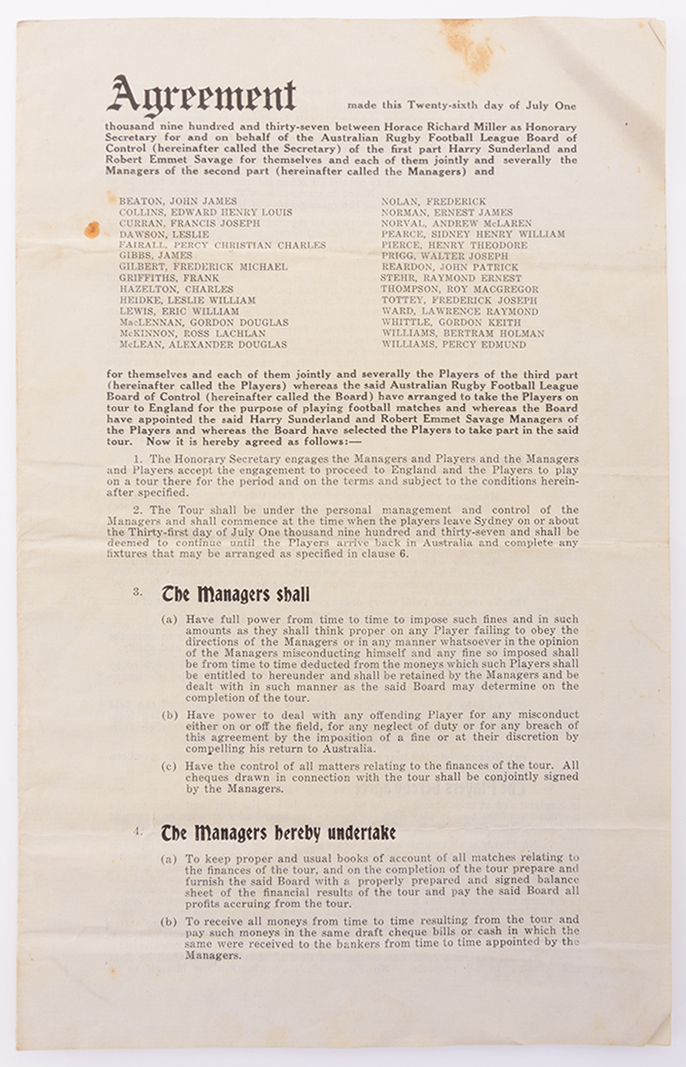 Agreement made this Twenty-sixth day of July One
thousand nine hundred and thirty-seven between Horace Richard Miller as Honorary
Secretary for and on behalf of the Australian Rugby Football League Board of
Control (hereinafter called the Secretary) of the first part Harry Sunderland and
Robert Emmet Savage for themselves and each of them jointly and severally the
Managers of the second part (hereinafter called the Managers) and
BEATON, JOHN JAMES
COLLINS, EDWARD HENRY LOUIS
CURRAN, FRANCIS JOSEPH
DAWSON, LESLIE
FAIRALL, PERCY CHRISTIAN CHARLES
GIBBS, JAMES
GILBERT, FREDERICK MICHAEL
GRIFFITHS, FRANK
HAZELTON, CHARLES
HEIDKE, LESLIE WILLIAM
LEWIS, ERIC WILLIAM
MacLENNAN, GORDON DOUGLAS
McKINNON, ROSS LACHLAN
McLEAN, ALEXANDER DOUGLAS
NOLAN, FREDERICK
NORMAN, ERNEST JAMES
NORVAL, ANDREW McLAREN
PEARCE, SIDNEY HENRY WILLIAM
PIERCE, HENRY THEODORE
PRIGG, WALTER JOSEPH
REARDON, JOHN PATRICK
STEHR, RAYMOND ERNEST
THOMPSON, ROY MACGREGOR
TOTTEY, FREDERICK JOSEPH
WARD, LAWRENCE RAYMOND
WHITTLE, GORDON KEITH
WILLIAMS, BERTRAM HOLMAN
WILLIAMS, PERCY EDMUND
for themselves and each of them jointly and severally the Players of the third part
(hereinafter called the Players) whereas the said Australian Rugby Football League
Board of Control (hereinafter called the Board) have arranged to take the Players on
tour to England for the purpose of playing football matches and whereas the Board
have appointed the said Harry Sunderland and Robert Emmet Savage Managers of
the Players and whereas the Board have selected the Players to take part in the said
tour. Now it is hereby agreed as follows:—
1. The Honorary Secretary engages the Managers and Players and the Managers
and Players accept the engagement to proceed to England and the Players to play
on a tour there for the period and on the terms and subject to the conditions herein-
after specified.
2. The Tour shall be under the personal management and control of the
Managers and shall commence at the time when the players leave Sydney on or about
the Thirty-first day of July One thousand nine hundred and thirty-seven and shall be
deemed to continue until the Players arrive back in Australia and complete any
fixtures that may be arranged as specified in clause 6.
3. The Managers shall
(a) Have full power from time to time to impose such fines and in such
amounts as they shall think proper on any Player failing to obey the
directions of the Managers or in any manner whatsoever in the opinion
of the Managers misconducting himself and any fine so imposed shall
be from time to time deducted from the moneys which such Players shall
be entitled to hereunder and shall be retained by the Managers and be
dealt with in such manner as the said Board may determine on the
completion of the tour.
(b) Have power to deal with any offending Player for any misconduct
either on or off the field, for any neglect of duty or for any breach of
this agreement by the imposition of a fine or at their discretion by
compelling his return to Australia.
(c) Have the control of all matters relating to the finances of the tour. All
cheques drawn in connection with the tour shall be conjointly signed
by the Managers.
4. The Managers hereby undertake
(a) To keep proper and usual books of account of all matches relating to
the finances of the tour, and on the completion of the tour prepare and
furnish the said Board with a properly prepared and signed balance
sheet of the financial results of the tour and pay the said Board all
profits accruing from the tour.
(b) To receive all moneys from time to time resulting from the tour and
pay such moneys in the same draft cheque bills or cash in which the
same were received to the bankers from time to time appointed by the
Managers.